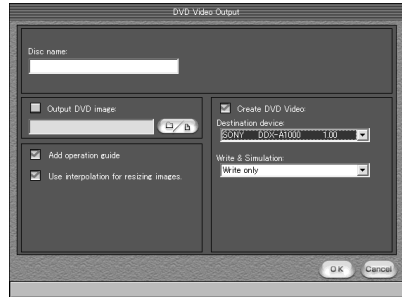 DVD Video Output
Disc name:
Output DVD image:
Add operation guide
Use interpolation for resizing images.
Create DVD Video:
Destination device:
SONY DDX-A1000 1.00
Write & Simulation:
Write only
OK
Cancel